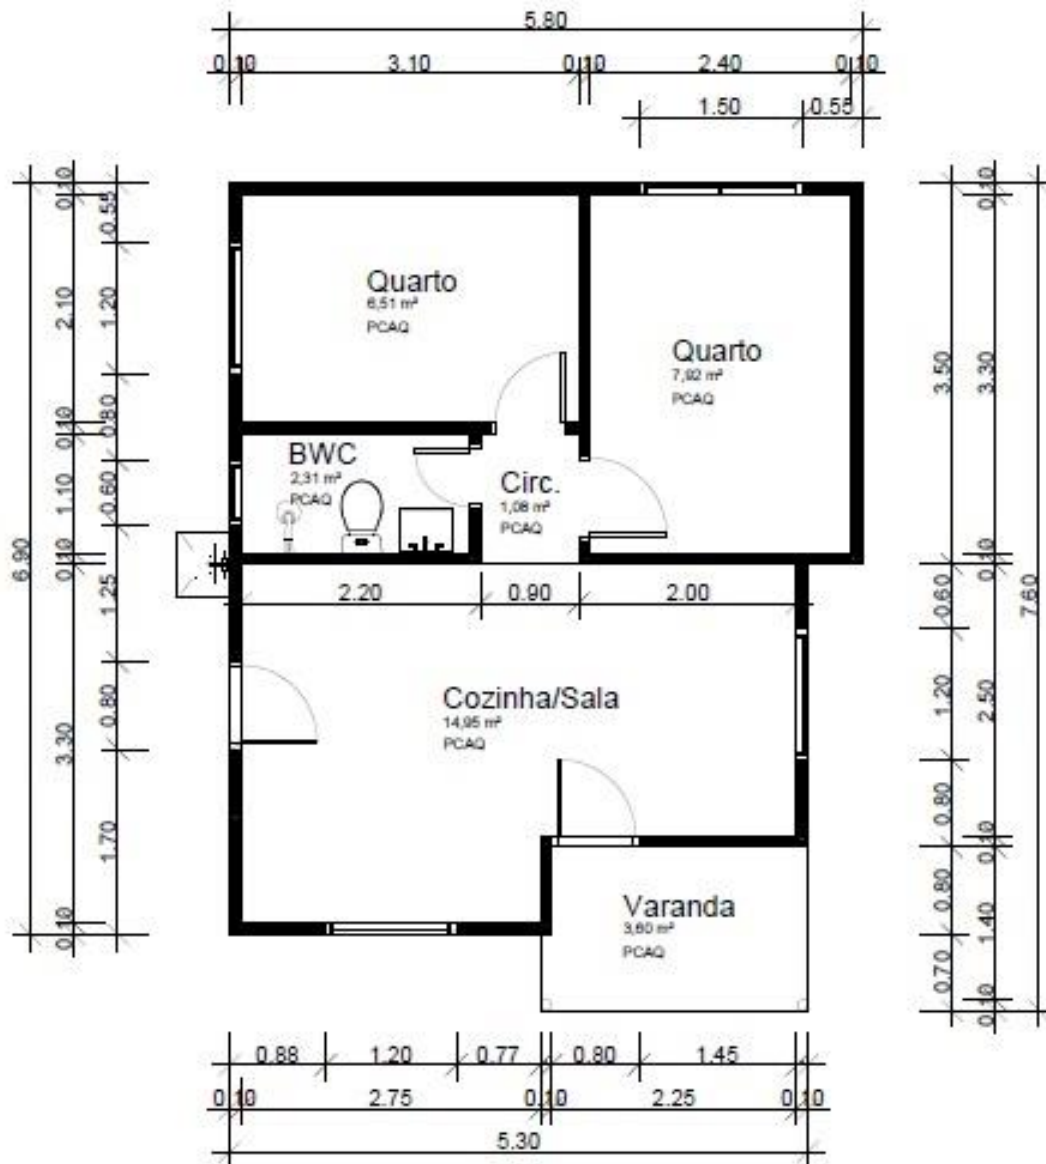 5.80
0.10 3.10 0.10 2.40 0.10
1.50 0.55
0.10 2.10 0.10 1.10 0.10 3.30 0.10
0.55 1.20 0.80 0.60 1.25 0.80 1.70
6.90
Quarto
6,51 m²
PCAQ
Quarto
7,92 m²
PCAQ
BWC
2,31 m²
PCAQ
Circ.
1,08 m²
PCAQ
2.20 0.90 2.00
Cozinha/Sala
14,95 m²
PCAQ
Varanda
3,60 m²
PCAQ
3.50 0.60 1.20 0.80 0.80 0.70
0.10 3.30 0.10 2.50 0.10 1.40 0.10
7.60
0.88 1.20 0.77 0.80 1.45
0.10 2.75 0.10 2.25 0.10
5.30